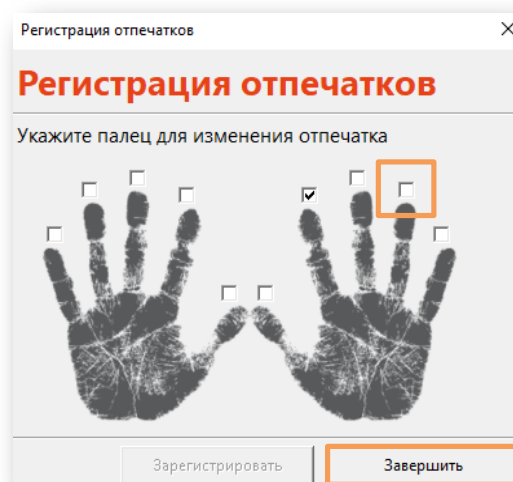 Регистрация отпечатков
Регистрация отпечатков
Укажите палец для изменения отпечатка
Зарегистрировать
Завершить